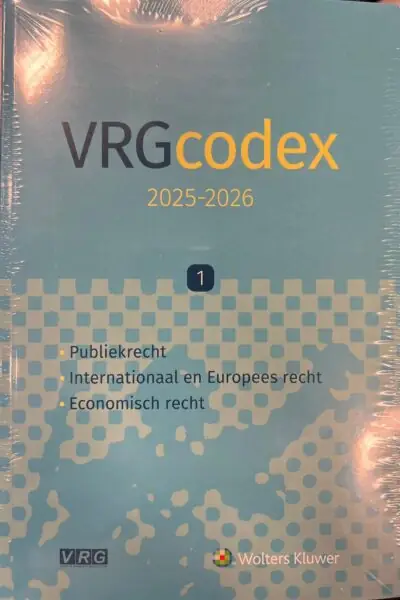 VRGcodex
2025-2026
1
Publiekrecht
Internationaal en Europees recht
Economisch recht
VRG
Wolters Kluwer